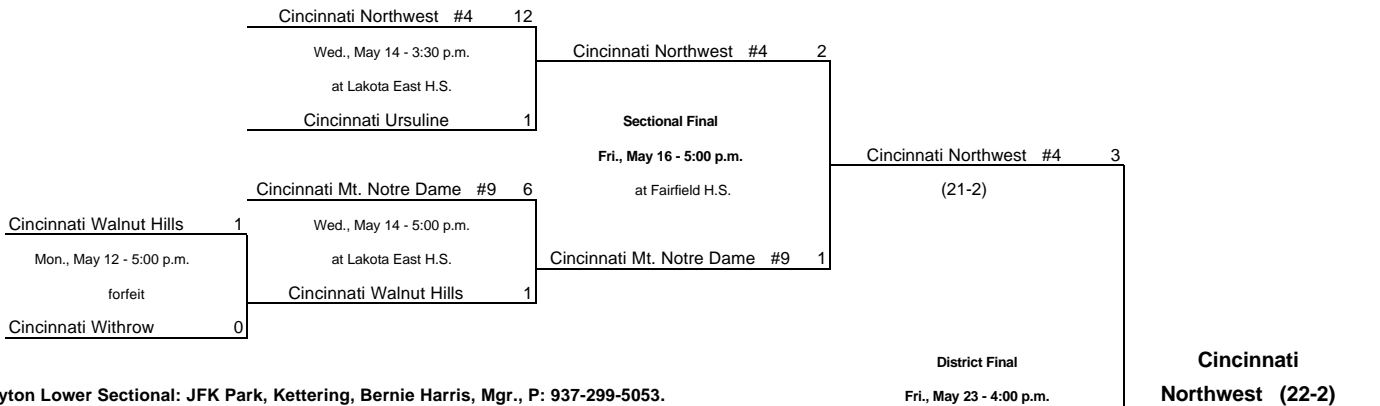 Cincinnati Northwest #4 12
Wed., May 14 - 3:30 p.m.
Cincinnati Northwest #4 2
at Lakota East H.S.
Cincinnati Ursuline 1
Sectional Final
Fri., May 16 - 5:00 p.m.
Cincinnati Northwest #4 3
Cincinnati Mt. Notre Dame #9 6
at Fairfield H.S.
(21-2)
Cincinnati Walnut Hills 1
Wed., May 14 - 5:00 p.m.
Mon., May 12 - 5:00 p.m.
at Lakota East H.S.
Cincinnati Mt. Notre Dame #9 1
forfeit
Cincinnati Walnut Hills 1
Cincinnati Withrow 0
District Final
Cincinnati
yton Lower Sectional: JFK Park, Kettering, Bernie Harris, Mgr., P: 937-299-5053.
Fri., May 23 - 4:00 p.m.
Northwest (22-2)